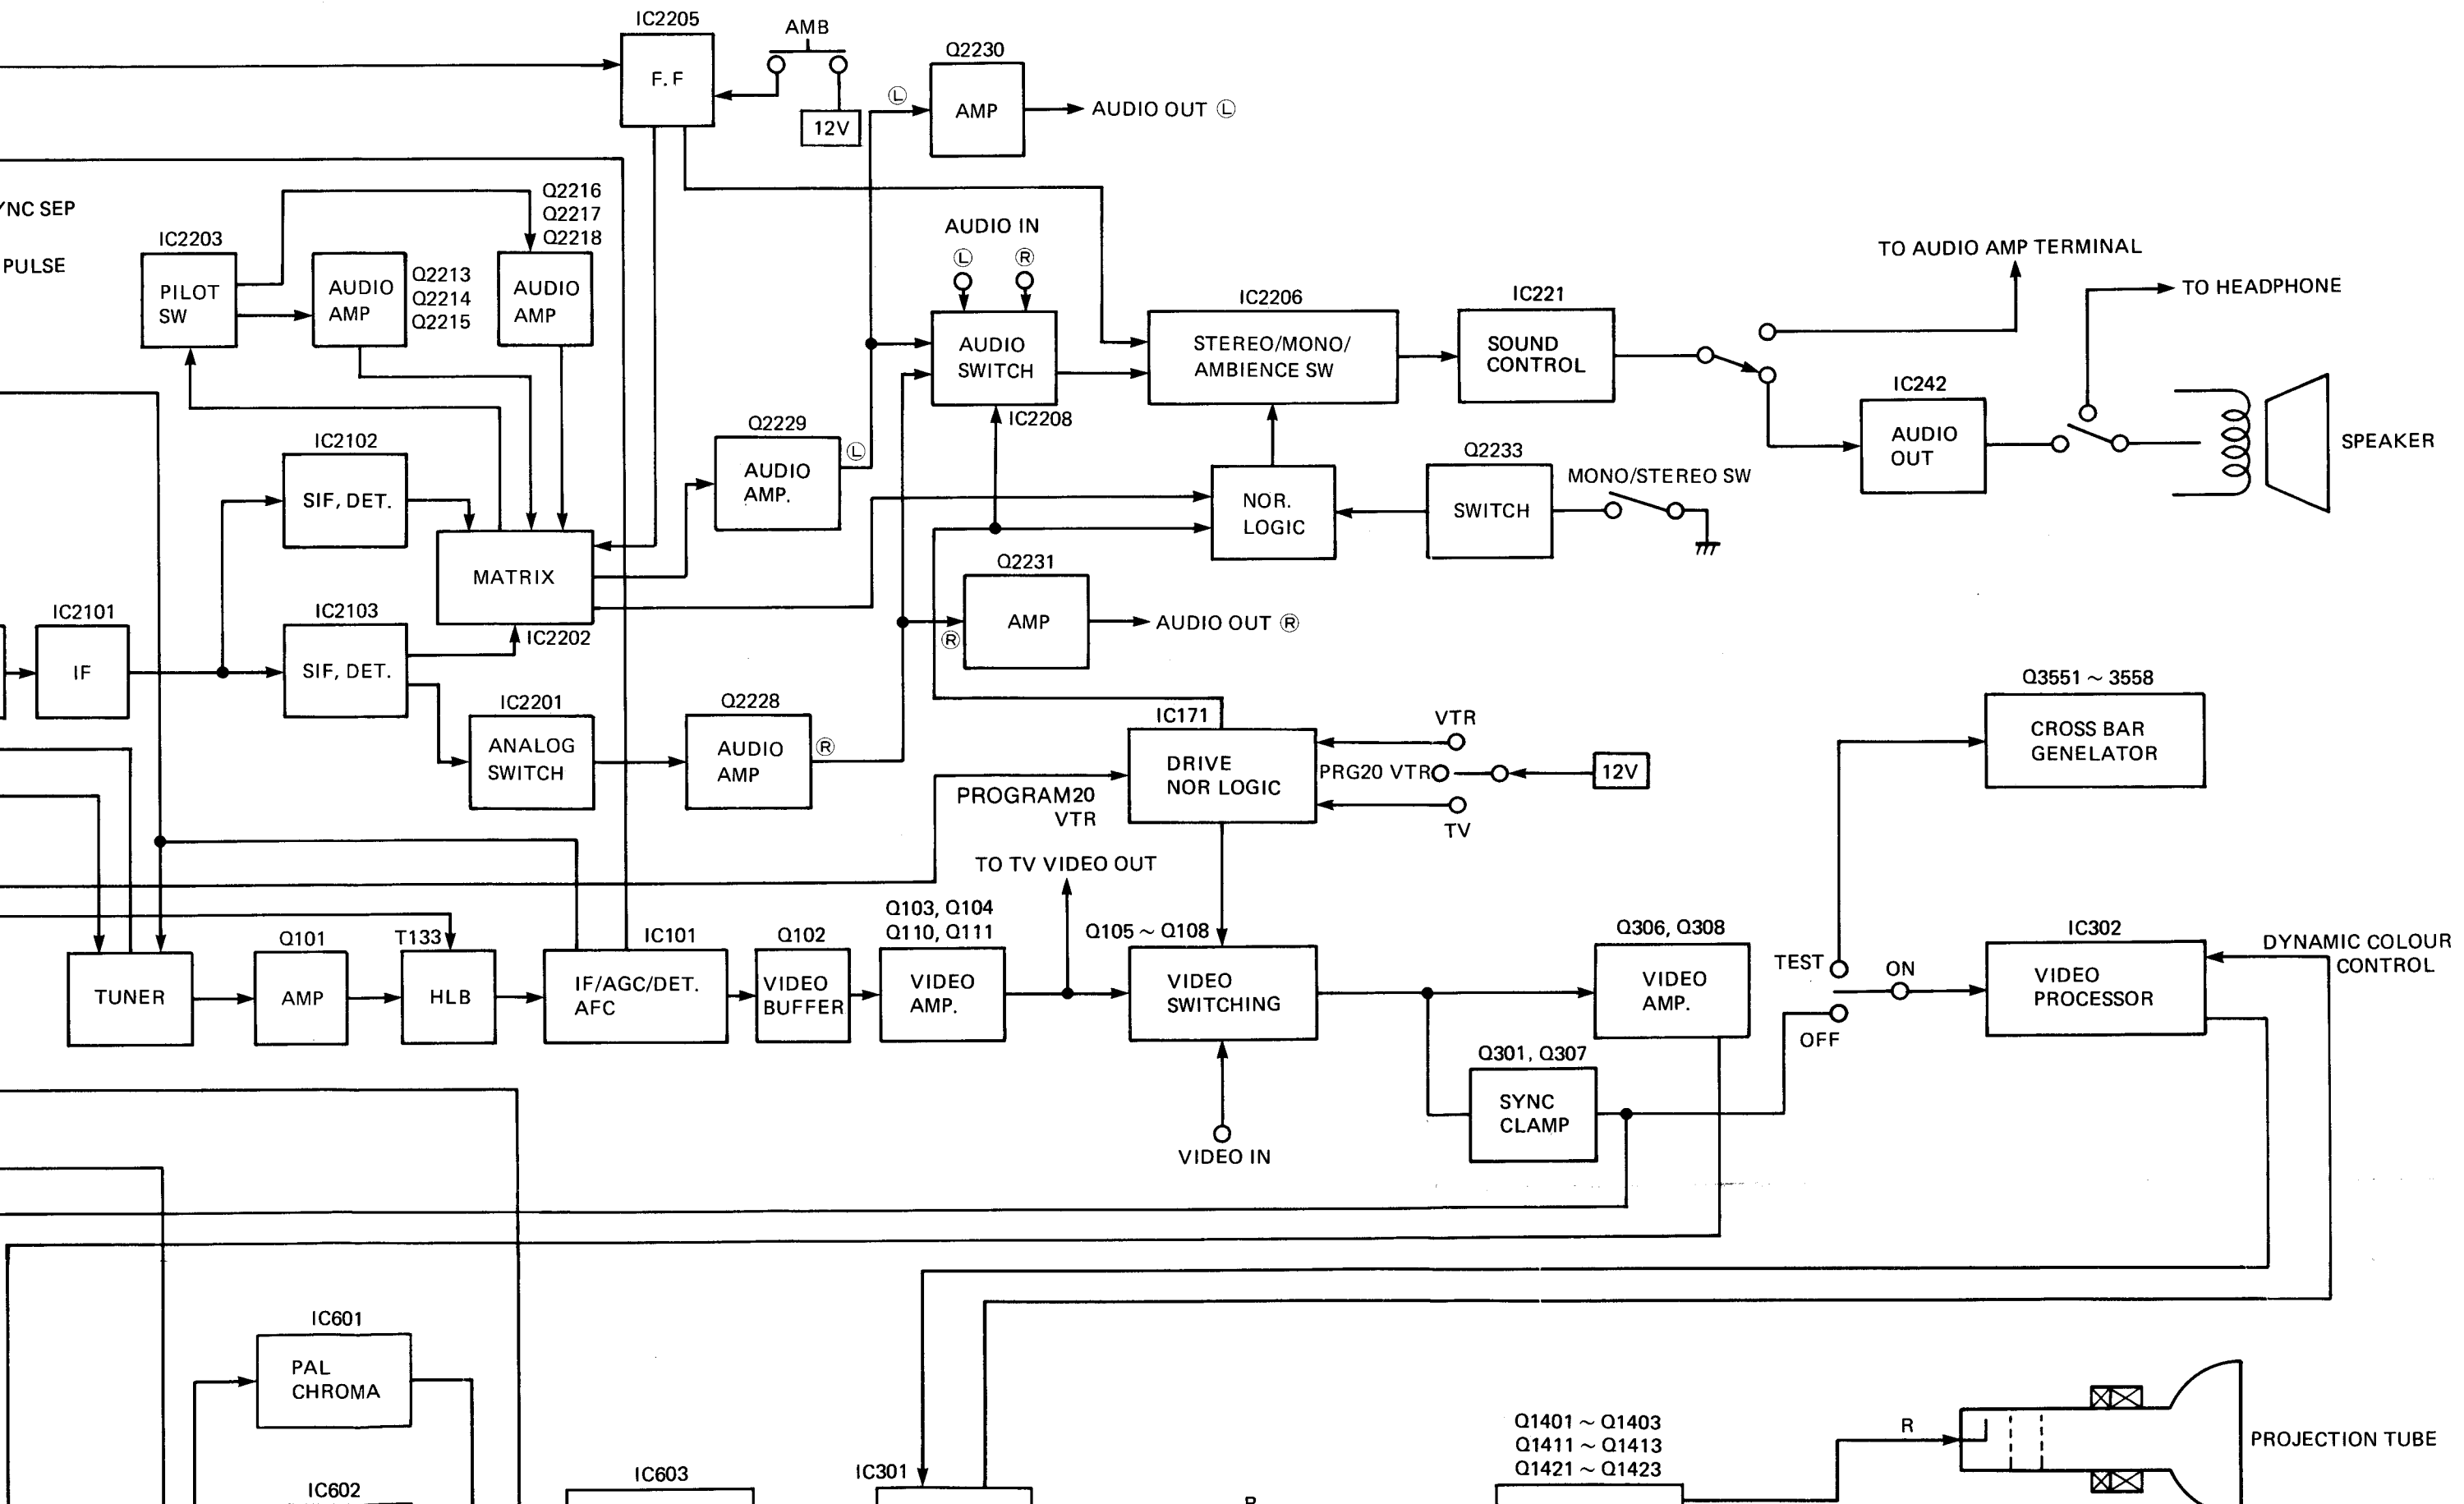 IC2205
AMB
Q2230
F.F
Ⓛ
AMP
AUDIO OUT Ⓛ
12V
YNC SEP
PULSE
Q2216
Q2217
Q2218
IC2203
PILOT
SW
AUDIO
AMP
Q2213
Q2214
Q2215
AUDIO
AMP
AUDIO IN
Ⓛ Ⓡ
AUDIO
SWITCH
IC2208
IC2206
STEREO/MONO/
AMBIENCE SW
IC221
SOUND
CONTROL
TO AUDIO AMP TERMINAL
TO HEADPHONE
IC242
AUDIO
OUT
SPEAKER
IC2102
SIF, DET.
Q2229
AUDIO
AMP.
Ⓛ
NOR.
LOGIC
Q2233
SWITCH
MONO/STEREO SW
MATRIX
IC2202
Q2231
AMP
Ⓡ
AUDIO OUT Ⓡ
IC2101
IF
IC2103
SIF, DET.
IC2201
ANALOG
SWITCH
Q2228
AUDIO
AMP
Ⓡ
IC171
DRIVE
NOR LOGIC
VTR
PRG20 VTR
12V
TV
PROGRAM20
VTR
Q3551 ~ 3558
CROSS BAR
GENELATOR
TO TV VIDEO OUT
TUNER
Q101
AMP
T133
HLB
IC101
IF/AGC/DET.
AFC
Q102
VIDEO
BUFFER
Q103, Q104
Q110, Q111
VIDEO
AMP.
Q105 ~ Q108
VIDEO
SWITCHING
VIDEO IN
Q306, Q308
VIDEO
AMP.
Q301, Q307
SYNC
CLAMP
TEST
ON
OFF
IC302
VIDEO
PROCESSOR
DYNAMIC COLOUR
CONTROL
IC601
PAL
CHROMA
IC602
IC603
IC301
R
Q1401 ~ Q1403
Q1411 ~ Q1413
Q1421 ~ Q1423
R
PROJECTION TUBE